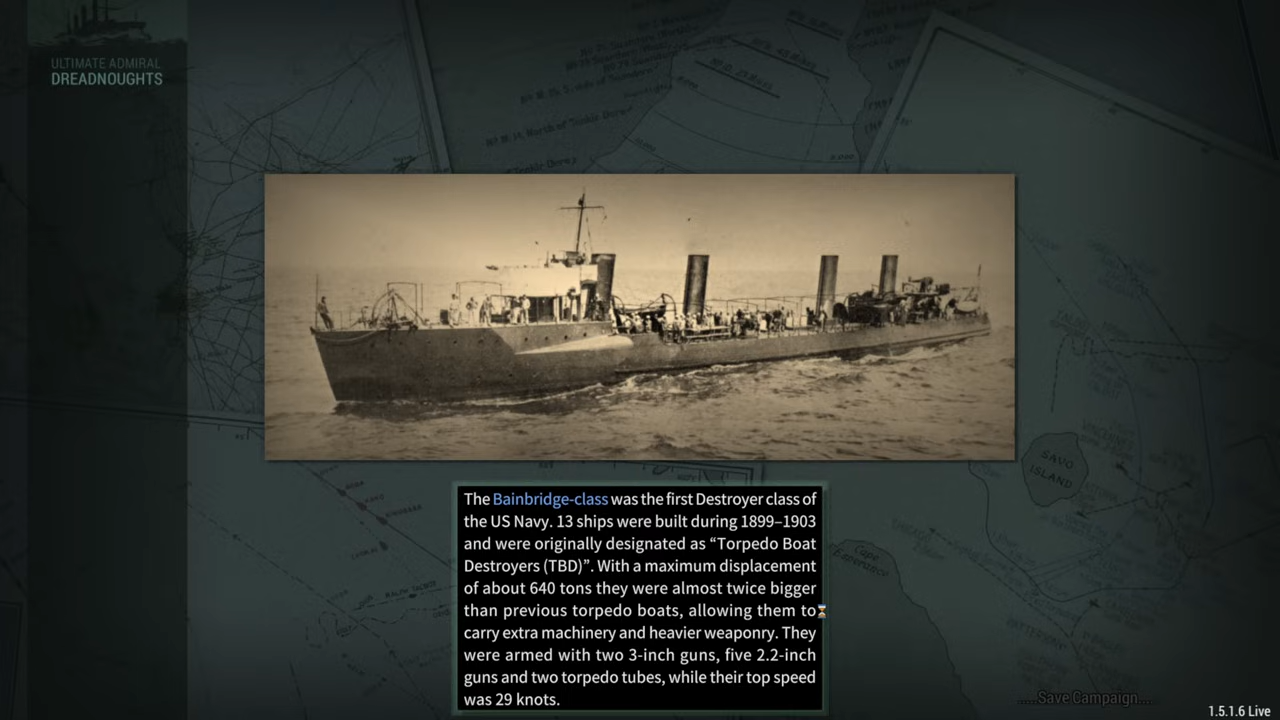 ULTIMATE ADMIRAL
DREADNOUGHTS
SAVO
ISLAND
Cape
Esperance
The Bainbridge-class was the first Destroyer class of
the US Navy. 13 ships were built during 1899–1903
and were originally designated as “Torpedo Boat
Destroyers (TBD)”. With a maximum displacement
of about 640 tons they were almost twice bigger
than previous torpedo boats, allowing them to
carry extra machinery and heavier weaponry. They
were armed with two 3-inch guns, five 2.2-inch
guns and two torpedo tubes, while their top speed
was 29 knots.
.....Save Campaign....
1.5.1.6 Live